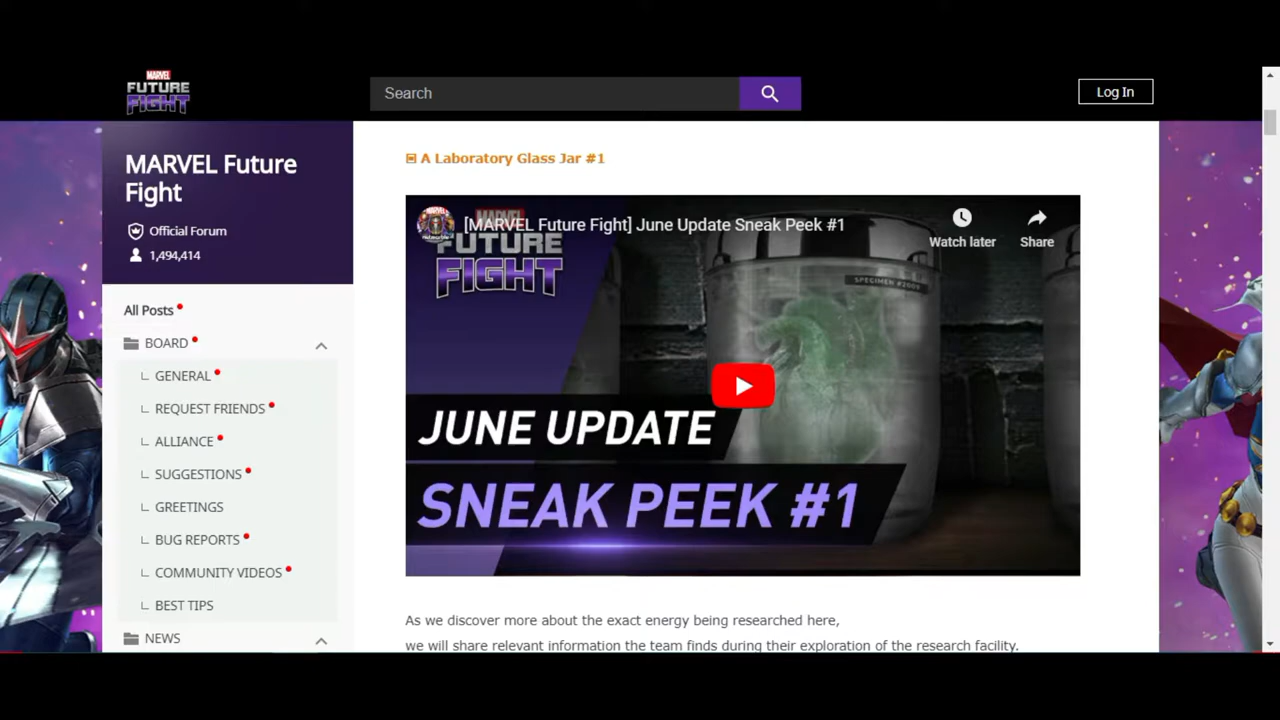 MARVEL
FUTURE
FIGHT
Search
Log In
MARVEL Future
Fight
Official Forum
1,494,414
All Posts
BOARD
GENERAL
REQUEST FRIENDS
ALLIANCE
SUGGESTIONS
GREETINGS
BUG REPORTS
COMMUNITY VIDEOS
BEST TIPS
NEWS
A Laboratory Glass Jar #1
[MARVEL Future Fight] June Update Sneak Peek #1
Watch later
Share
MARVEL
FUTURE
FIGHT
SPECIMEN #2009
JUNE UPDATE
SNEAK PEEK #1
As we discover more about the exact energy being researched here,
we will share relevant information the team finds during their exploration of the research facility.